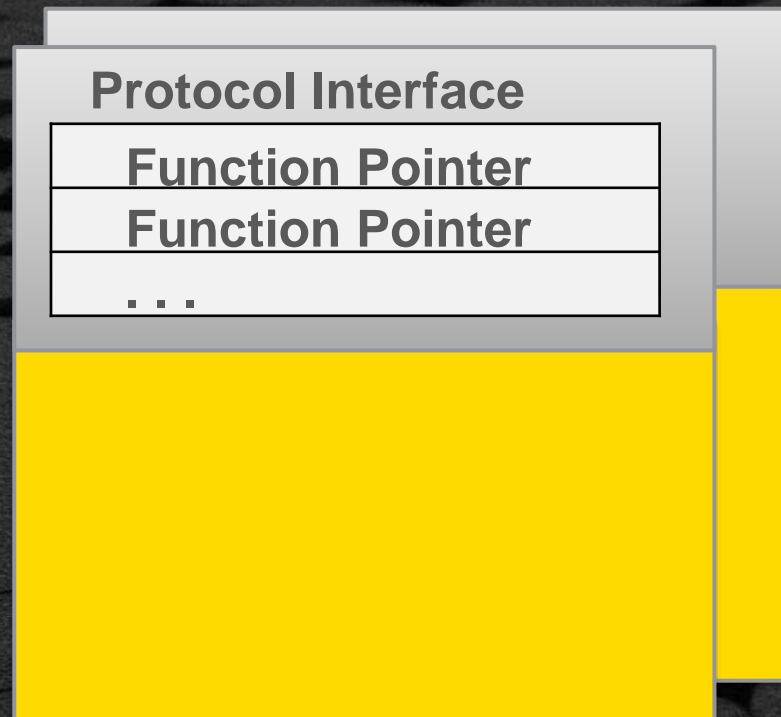 Protocol Interface
Function Pointer
Function Pointer
. . .